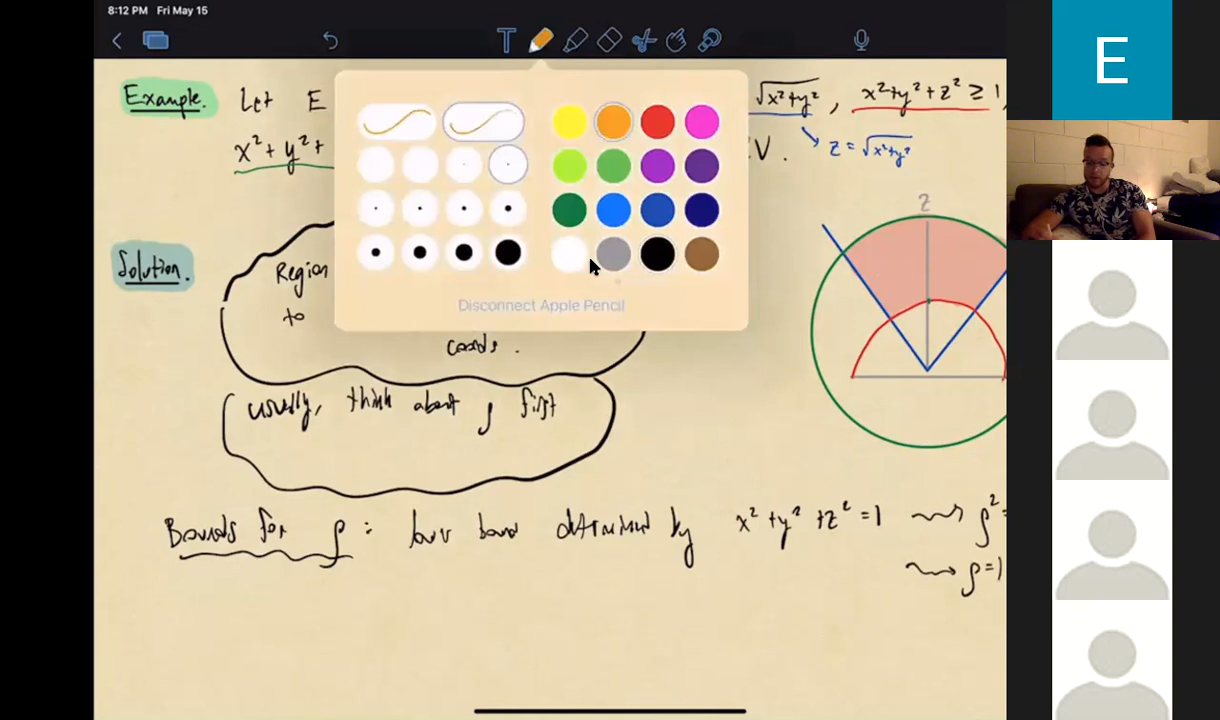 8:12 PM Fri May 15
Example. Let E √x²+y² , x²+y²+z² ≥ 1,
x²+y²+ V. z = √x²+y²
Solution.
Region
to
coords.
z
usually, think about ρ first
Bounds for ρ : lower bound determined by x²+y²+z²=1 ⤳ ρ²=
⤳ ρ=1
Disconnect Apple Pencil
T
E